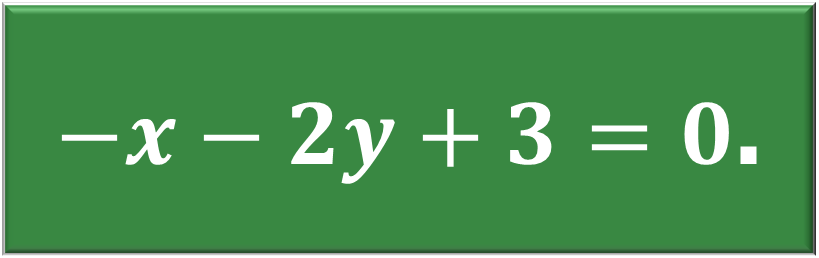 −x − 2y + 3 = 0.